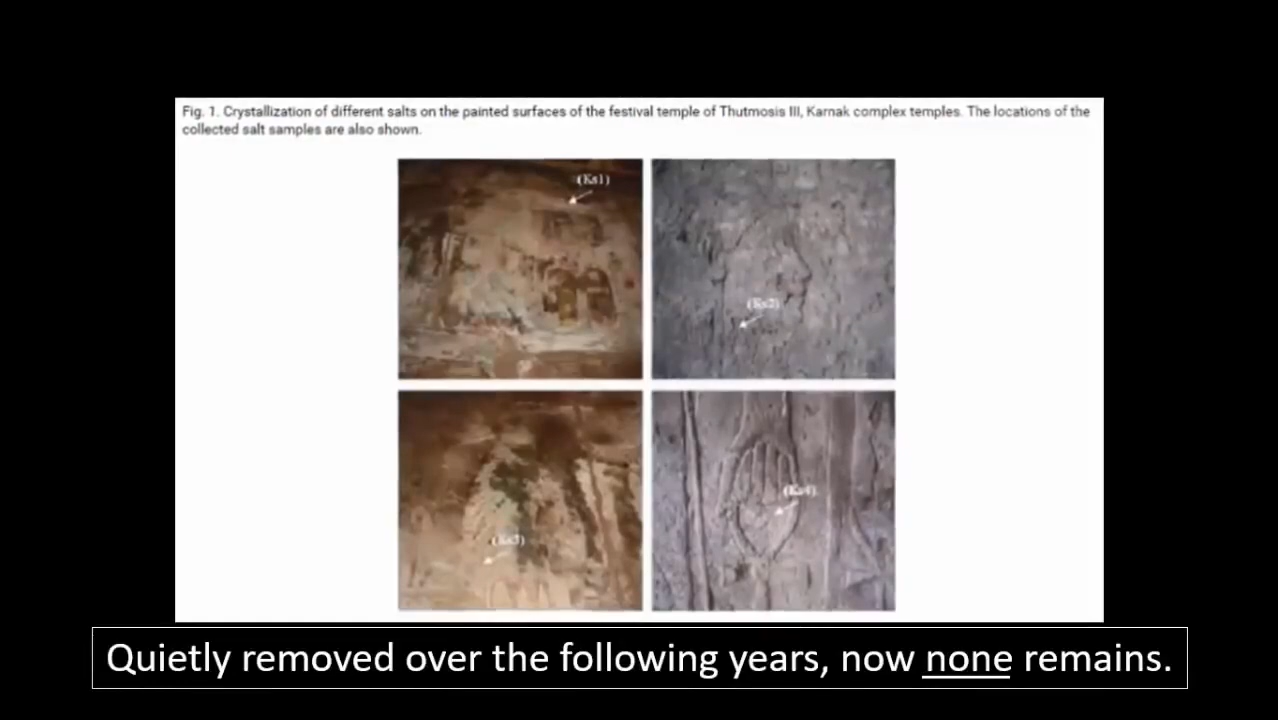 Fig. 1. Crystallization of different salts on the painted surfaces of the festival temple of Thutmosis III, Karnak complex temples. The locations of the
collected salt samples are also shown.
(Ks1)
(Ks2)
(Ks3)
(Ks4)
Quietly removed over the following years, now none remains.